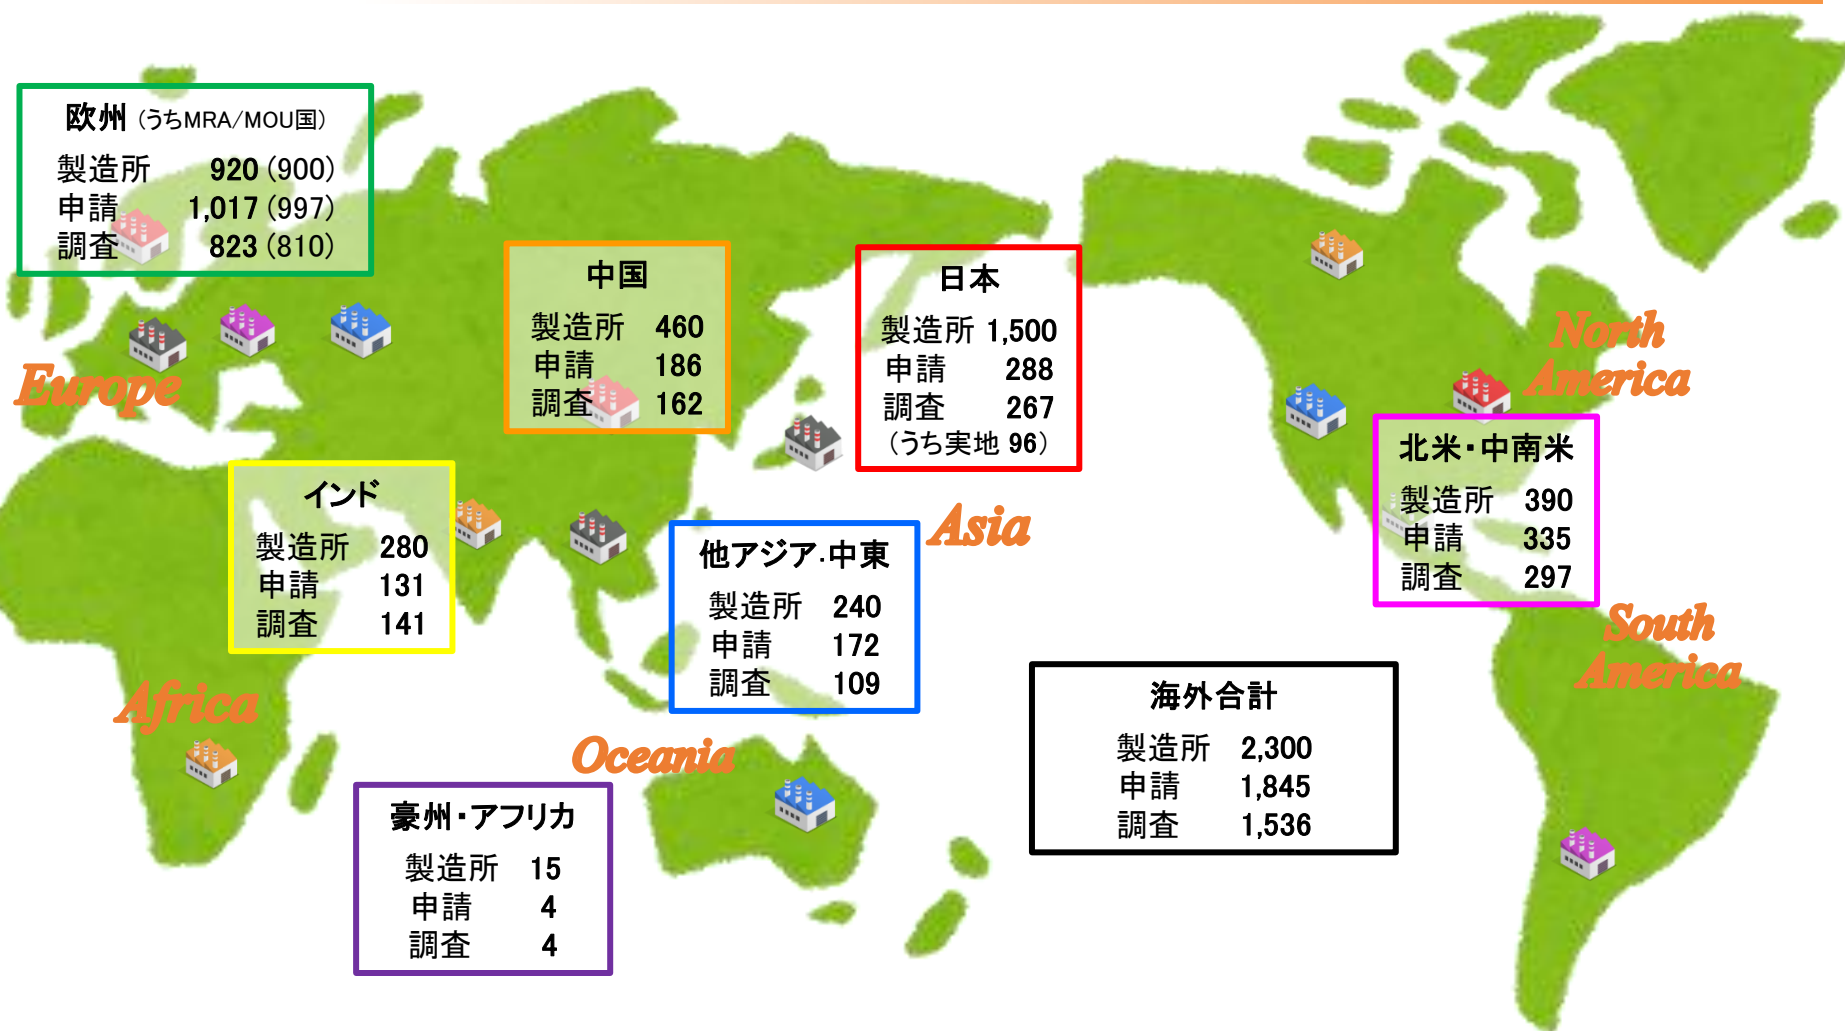 欧州 (うちMRA/MOU国)
製造所 920 (900)
申請 1,017 (997)
調査 823 (810)
中国
製造所 460
申請 186
調査 162
日本
製造所 1,500
申請 288
調査 267
(うち実地 96)
North
America
Europe
北米・中南米
製造所 390
申請 335
調査 297
インド
製造所 280
申請 131
調査 141
Asia
他アジア.中東
製造所 240
申請 172
調査 109
South
America
Africa
海外合計
製造所 2,300
申請 1,845
調査 1,536
Oceania
豪州・アフリカ
製造所 15
申請 4
調査 4